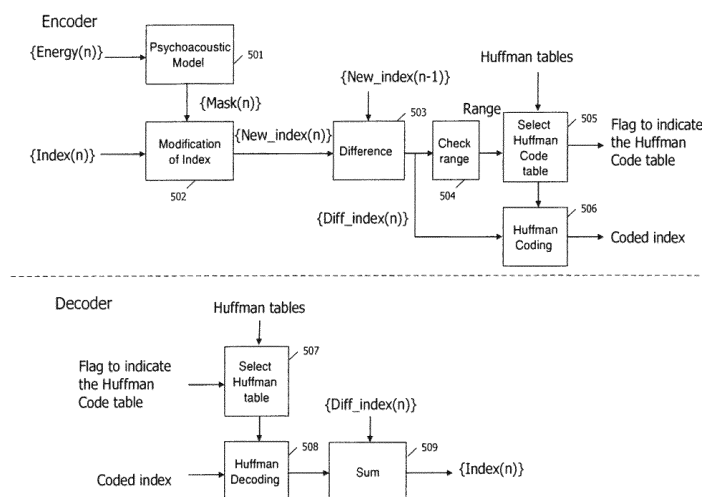 Encoder
{Energy(n)}
Psychoacoustic
Model
501
{Mask(n)}
{Index(n)}
Modification
of Index
502
{New_index(n)}
{New_index(n-1)}
Difference
503
{Diff_index(n)}
Check
range
504
Range
Huffman tables
Select
Huffman
Code
table
505
Flag to indicate
the Huffman
Code table
Huffman
Coding
506
Coded index
Decoder
Huffman tables
Flag to indicate
the Huffman
Code table
Select
Huffman
table
507
Coded index
Huffman
Decoding
508
{Diff_index(n)}
Sum
509
{Index(n)}